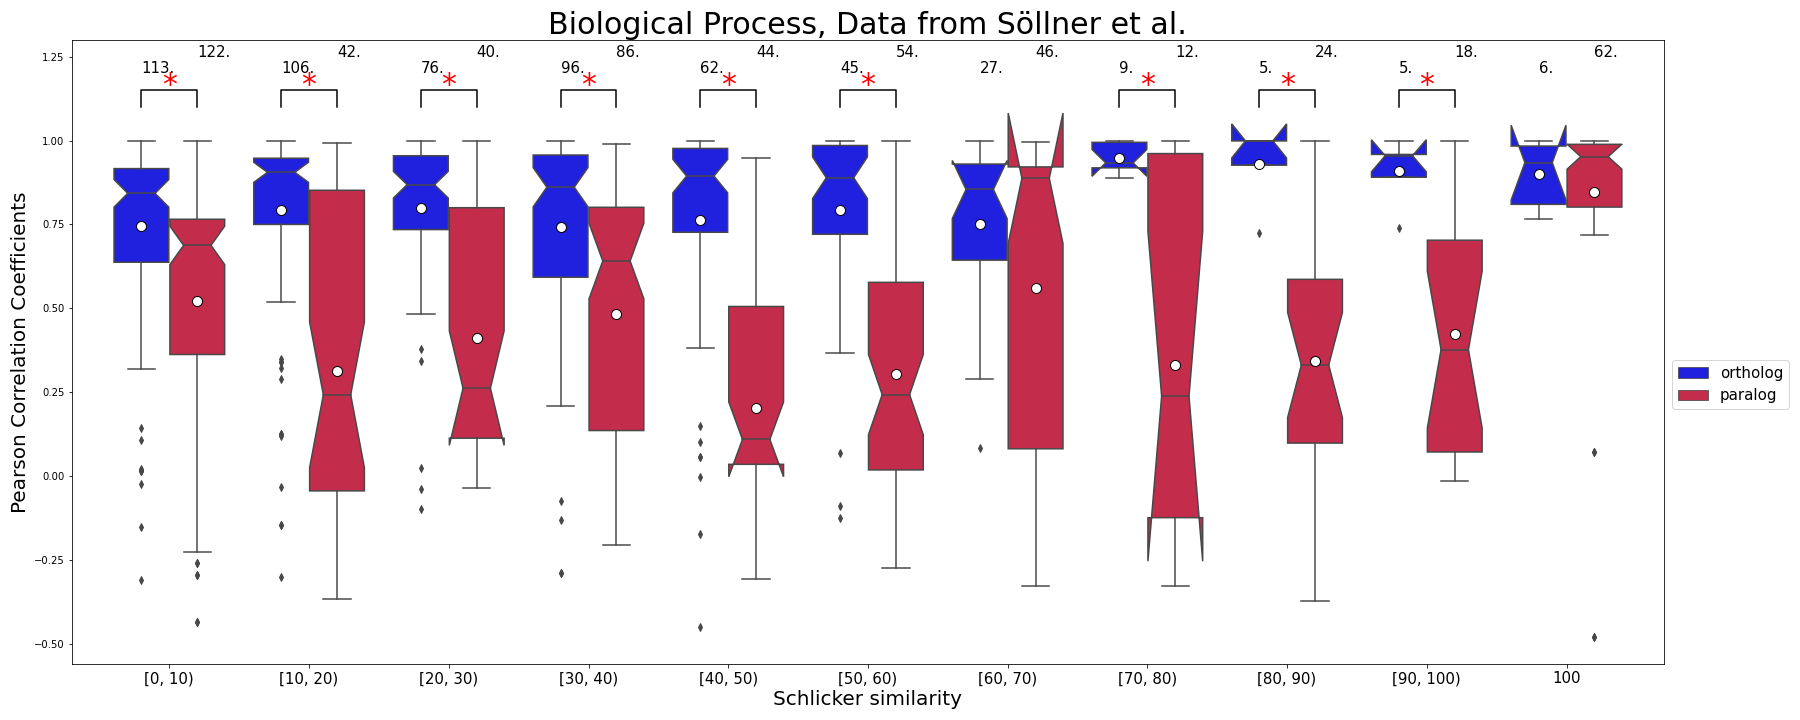 Biological Process, Data from Söllner et al.
122. 42. 40. 86. 44. 54. 46. 12. 24. 18. 62.
113. 106. 76. 96. 62. 45. 27. 9. 5. 5. 6.
* * * * * * * * *
1.25
1.00
0.75
0.50
0.25
0.00
−0.25
−0.50
Pearson Correlation Coefficients
ortholog
paralog
[0, 10) [10, 20) [20, 30) [30, 40) [40, 50) [50, 60) [60, 70) [70, 80) [80, 90) [90, 100) 100
Schlicker similarity